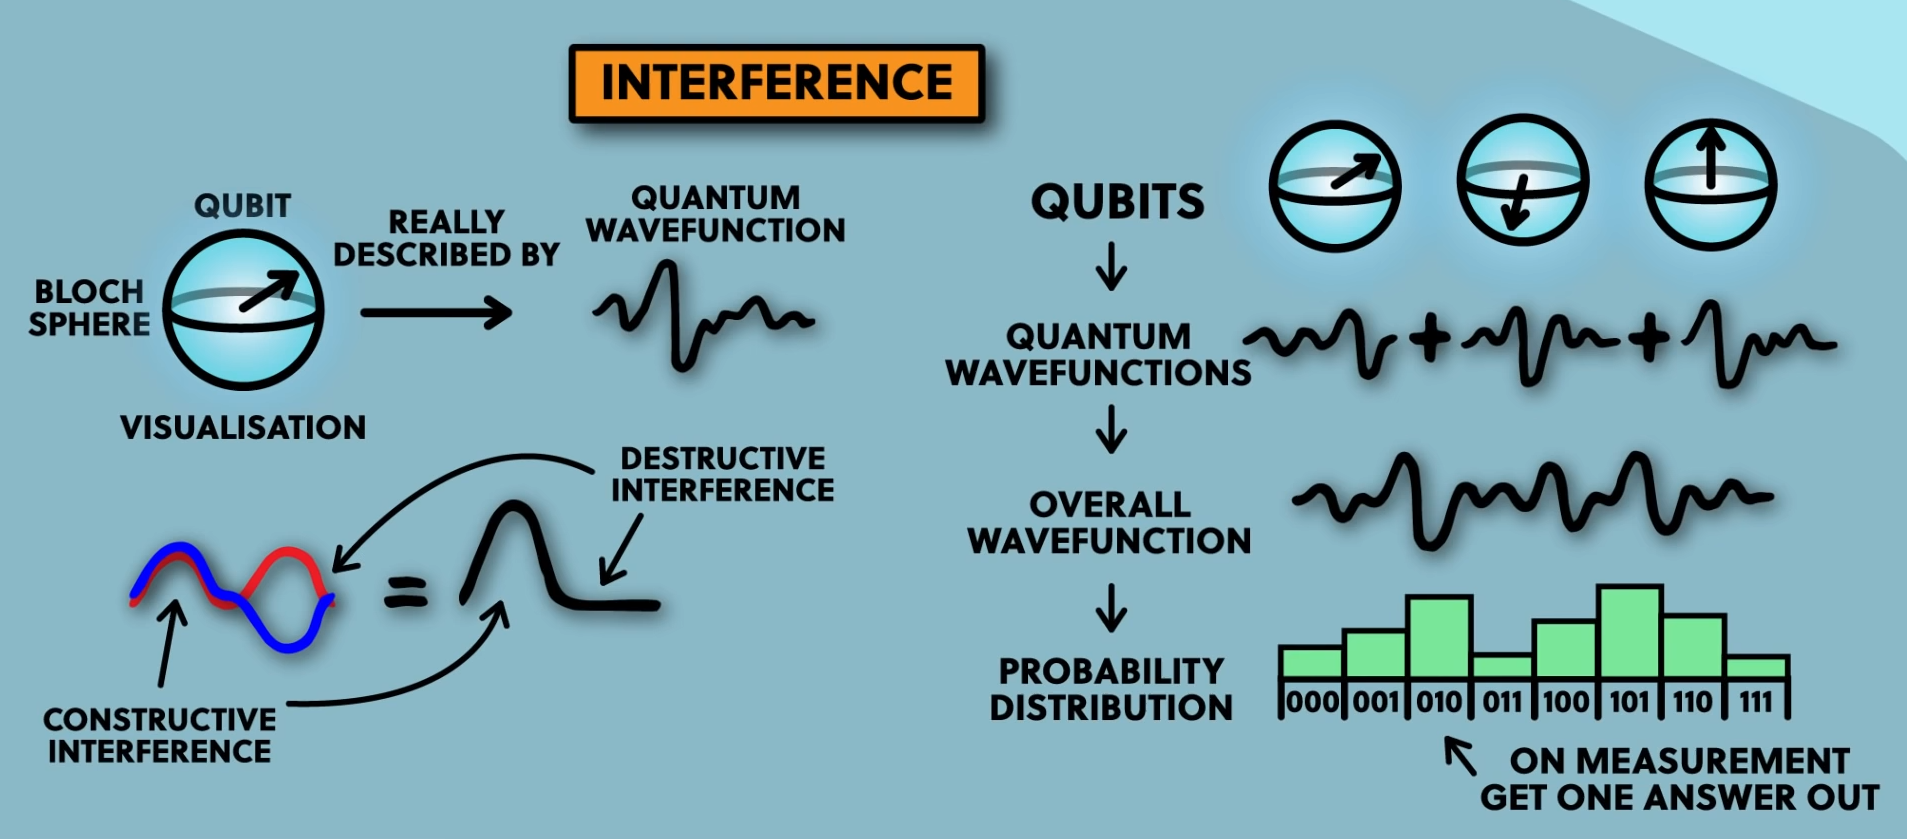 INTERFERENCE
QUBIT
BLOCH
SPHERE
VISUALISATION
REALLY
DESCRIBED BY
QUANTUM
WAVEFUNCTION
DESTRUCTIVE
INTERFERENCE
=
CONSTRUCTIVE
INTERFERENCE
QUBITS
QUANTUM
WAVEFUNCTIONS
+ +
OVERALL
WAVEFUNCTION
PROBABILITY
DISTRIBUTION
000 001 010 011 100 101 110 111
ON MEASUREMENT
GET ONE ANSWER OUT